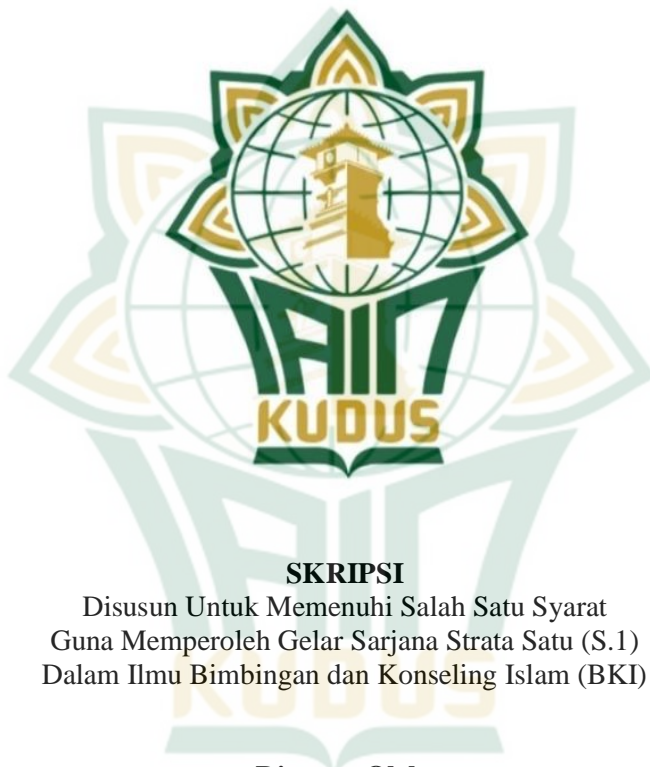 IAIN
KUDUS
SKRIPSI
Disusun Untuk Memenuhi Salah Satu Syarat
Guna Memperoleh Gelar Sarjana Strata Satu (S.1)
Dalam Ilmu Bimbingan dan Konseling Islam (BKI)